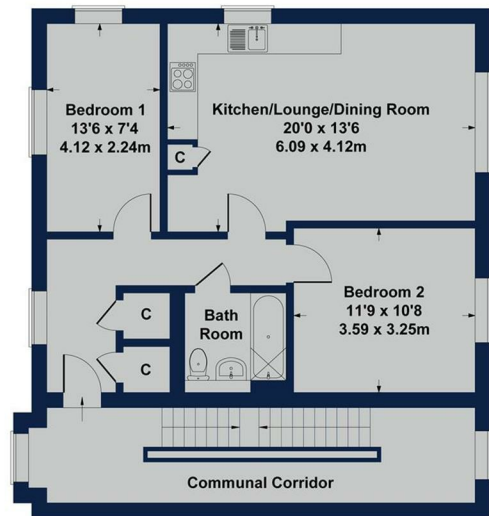 Bedroom 1
13'6 x 7'4
4.12 x 2.24m
Kitchen/Lounge/Dining Room
20'0 x 13'6
6.09 x 4.12m
C
Bedroom 2
11'9 x 10'8
3.59 x 3.25m
Bath
Room
C
C
Communal Corridor